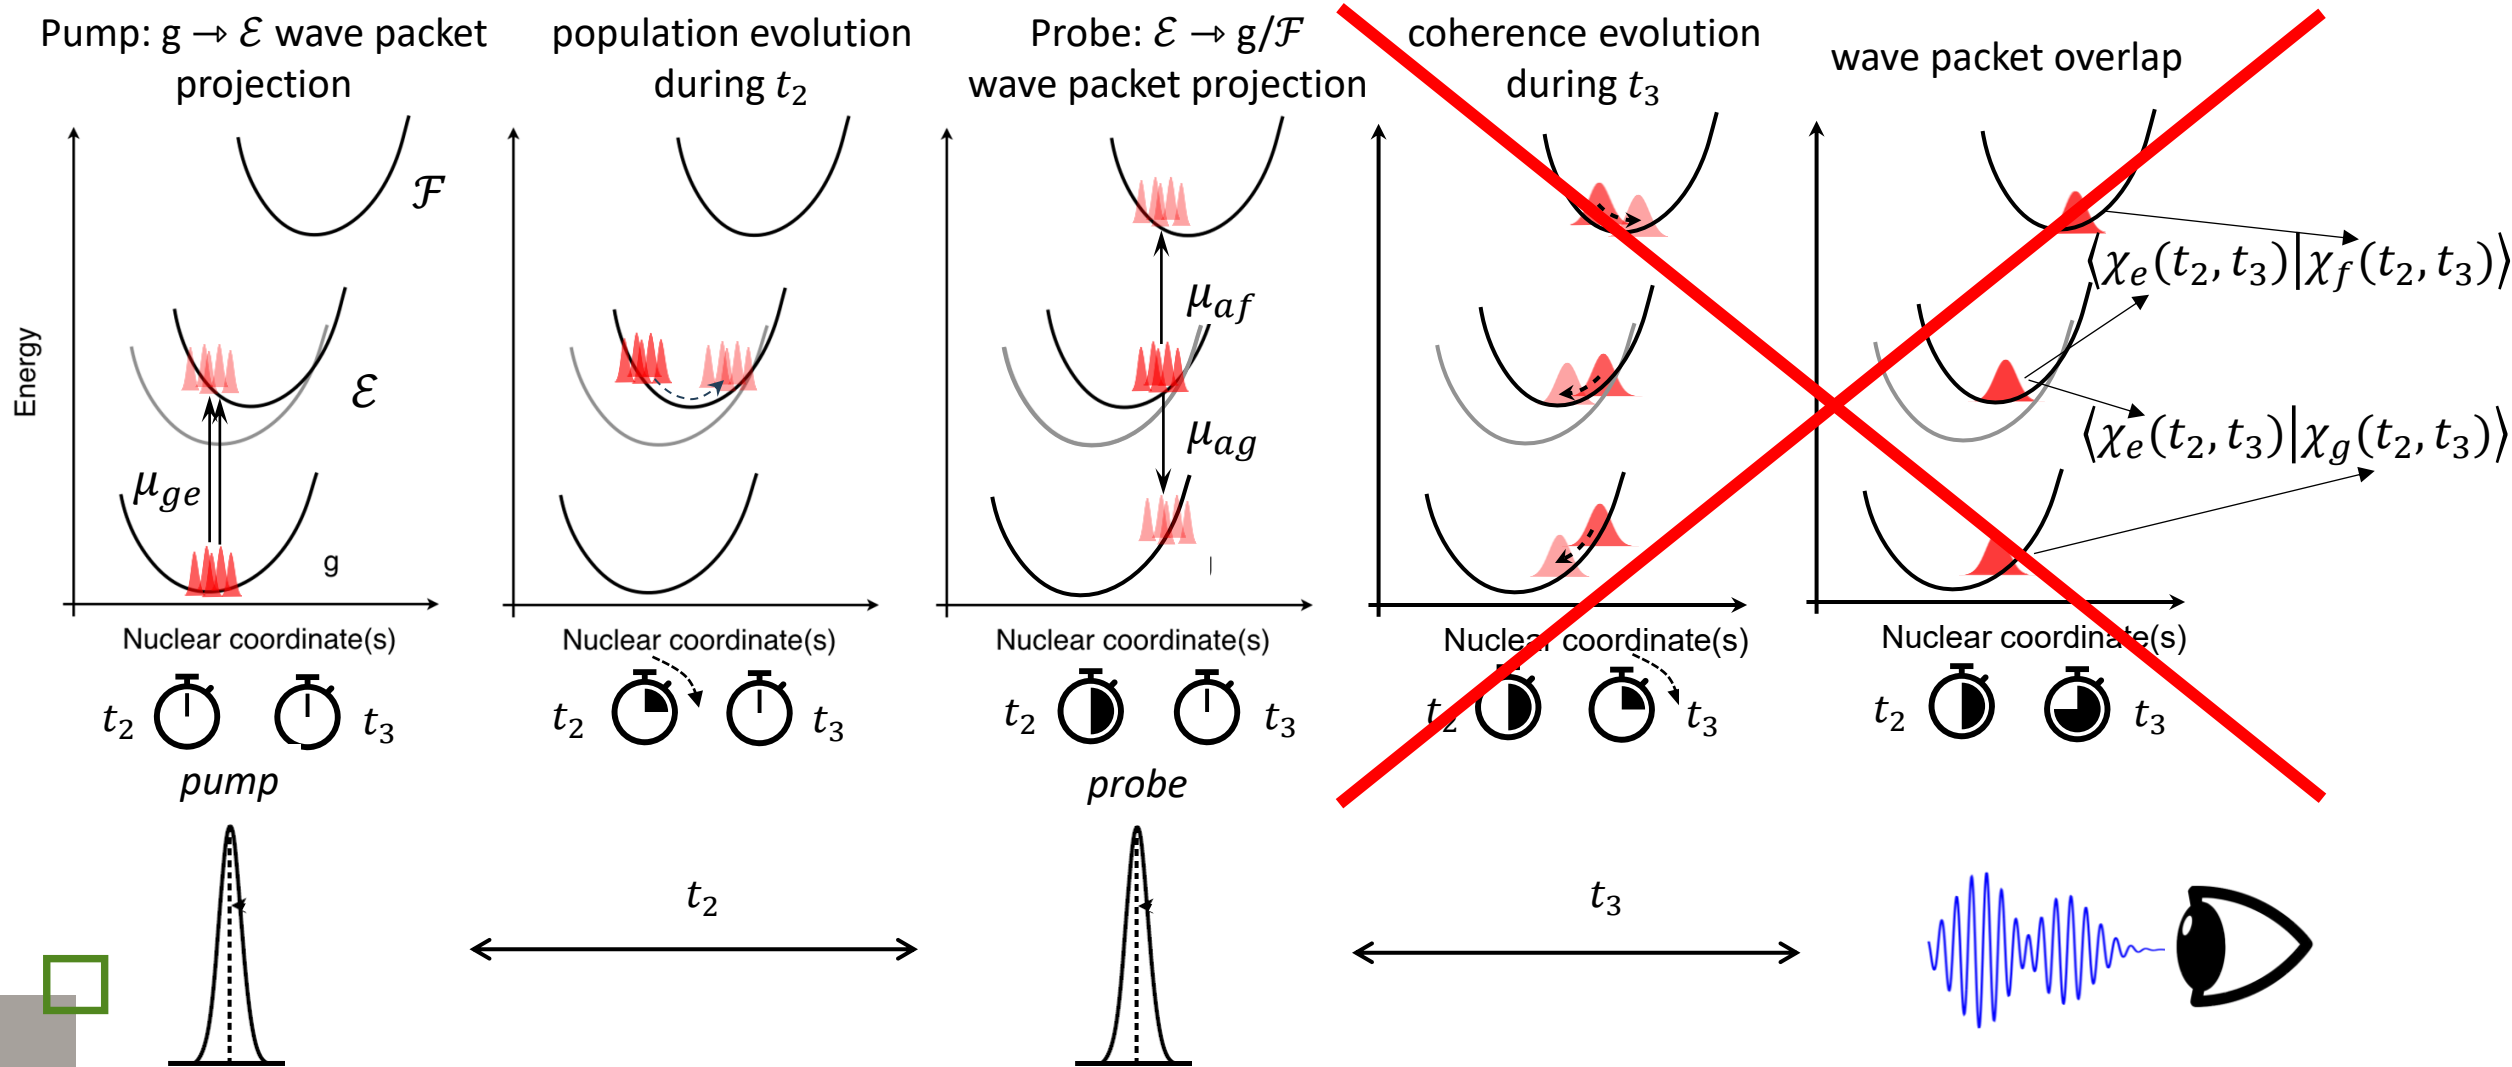 Pump: g → ℰ wave packet
projection
population evolution
during t₂
Probe: ℰ → g/ℱ
wave packet projection
coherence evolution
during t₃
wave packet overlap
Energy
ℱ
ℰ
μ_ge
g
μ_af
μ_ag
⟨χ_e(t₂, t₃)|χ_f(t₂, t₃)⟩
⟨χ_e(t₂, t₃)|χ_g(t₂, t₃)⟩
Nuclear coordinate(s)
Nuclear coordinate(s)
Nuclear coordinate(s)
Nuclear coordinate(s)
Nuclear coordinate(s)
t₂ t₃
t₂ t₃
t₂ t₃
t₂ t₃
t₂ t₃
pump
probe
t₂
t₃